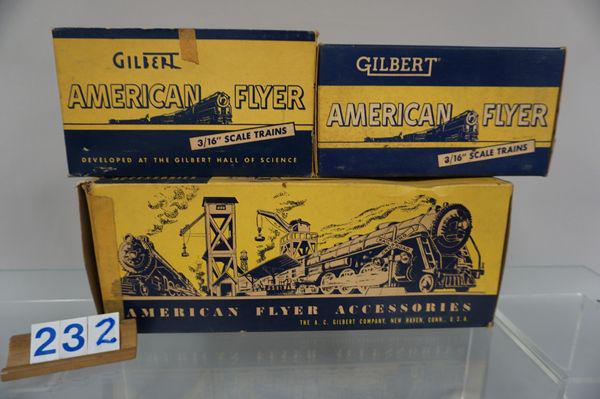 GILBERT
AMERICAN FLYER
3/16" SCALE TRAINS
DEVELOPED AT THE GILBERT HALL OF SCIENCE
GILBERT
AMERICAN FLYER
3/16" SCALE TRAINS
AMERICAN FLYER ACCESSORIES
THE A. C. GILBERT COMPANY, NEW HAVEN, CONN., U.S.A.
232